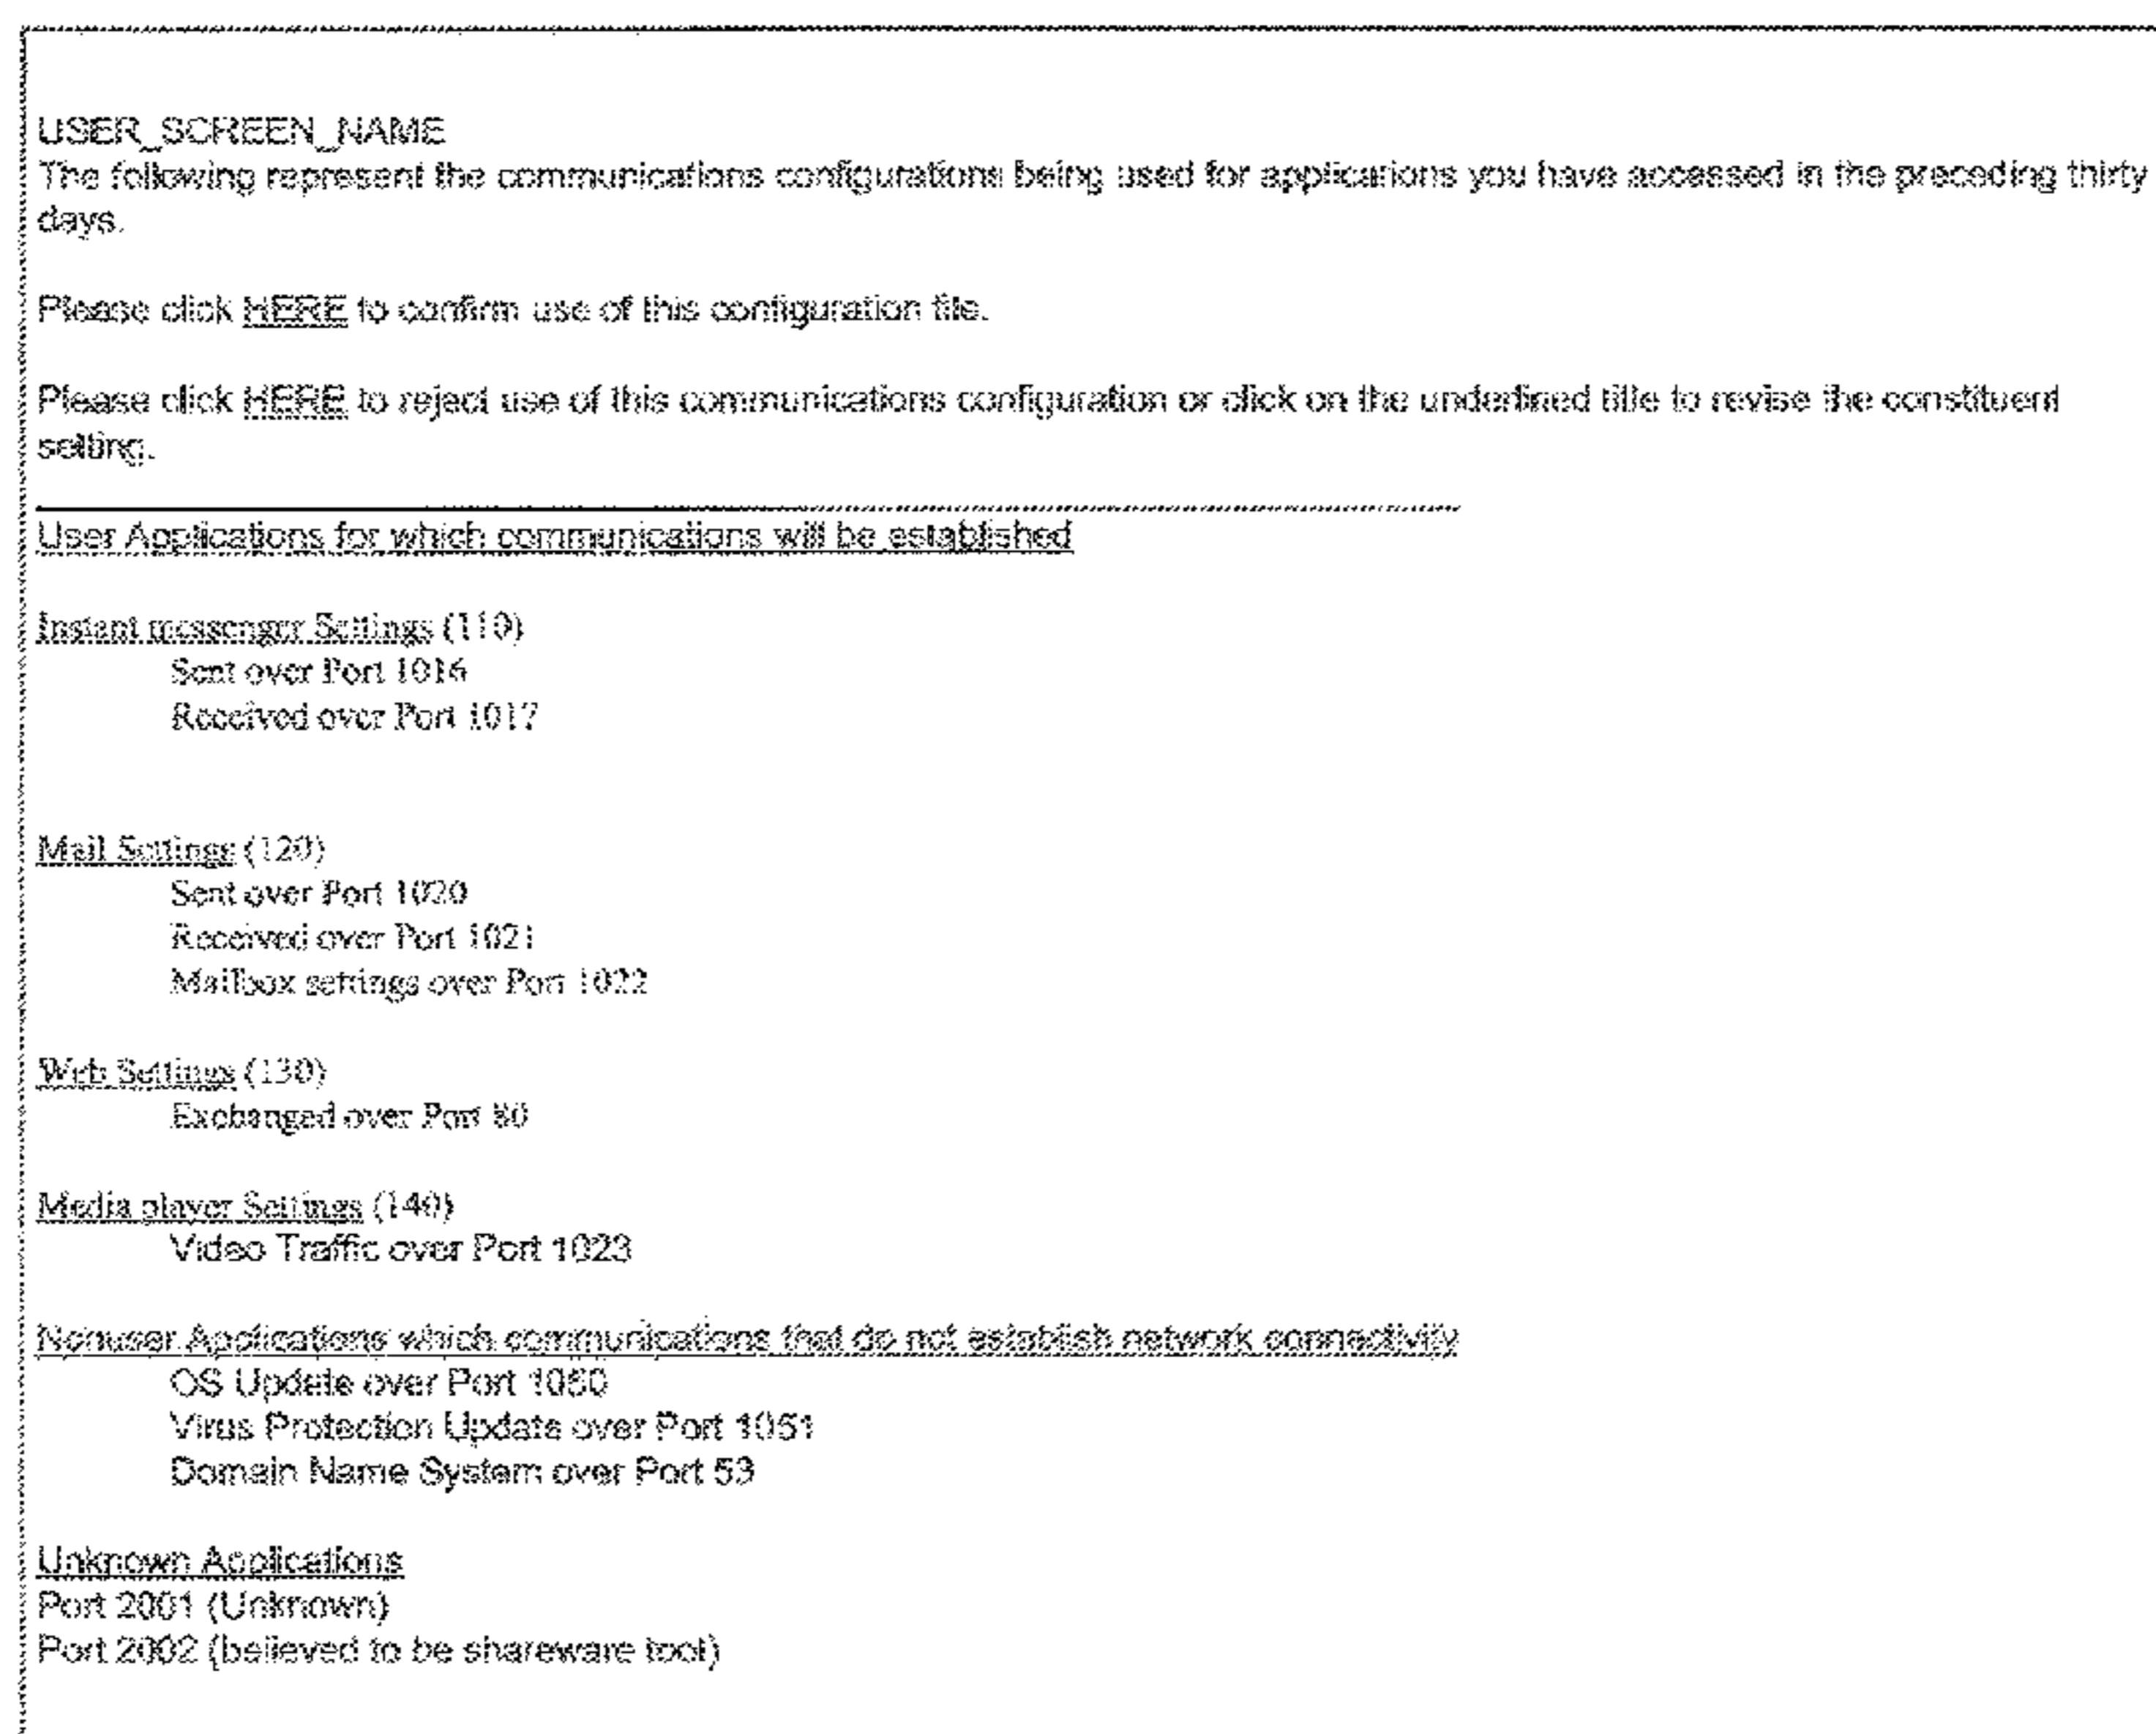 USER_SCREEN_NAME
The following represent the communications configurations being used for applications you have accessed in the preceding thirty
days.
Please click HERE to confirm use of this configuration file.
Please click HERE to reject use of this communications configuration or click on the underlined title to revise the constituent
setting.
User Applications for which communications will be established
Instant messenger Settings (110)
Sent over Port 1016
Received over Port 1017
Mail Settings (120)
Sent over Port 1020
Received over Port 1021
Mailbox settings over Port 1022
Web Settings (130)
Exchanged over Port 80
Media player Settings (140)
Video Traffic over Port 1023
Nonuser Applications which communications that do not establish network connectivity
OS Update over Port
Virus Protection Update over Port 1051
Domain Name System over Port 53
Unknown Applications
Port 2001 (Unknown)
Port 2002 (believed to be shareware tool)